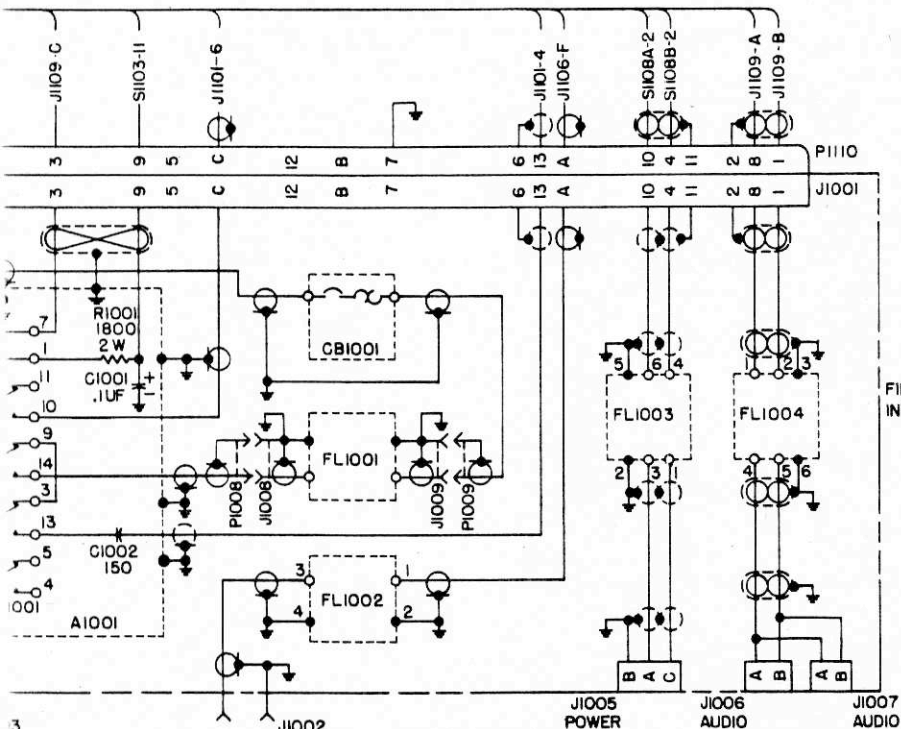 J1109-C
S1103-11
J1101-6
J1101-4
J1106-F
S1108A-2
S1108B-2
J1109-A
J1109-B
3 9 5 C 12 B 7 6 13 A 10 4 11 2 8 1 P1110
3 9 5 C 12 B 7 6 13 A 10 4 11 2 8 1 J1001
R1001
1800
2 W
C1001
.1UF
+
-
7
1
11
10
9
14
3
13
5
4
C1002
150
1001
A1001
CB1001
FL1001
P1008
J1008
J1009
P1009
3 1
FL1002
4 2
5 6 4
FL1003
2 3 1
2 3
FL1004
4 5 6
B A C
A B
A B
J1002
J1005
POWER
J1006
AUDIO
J1007
AUDIO